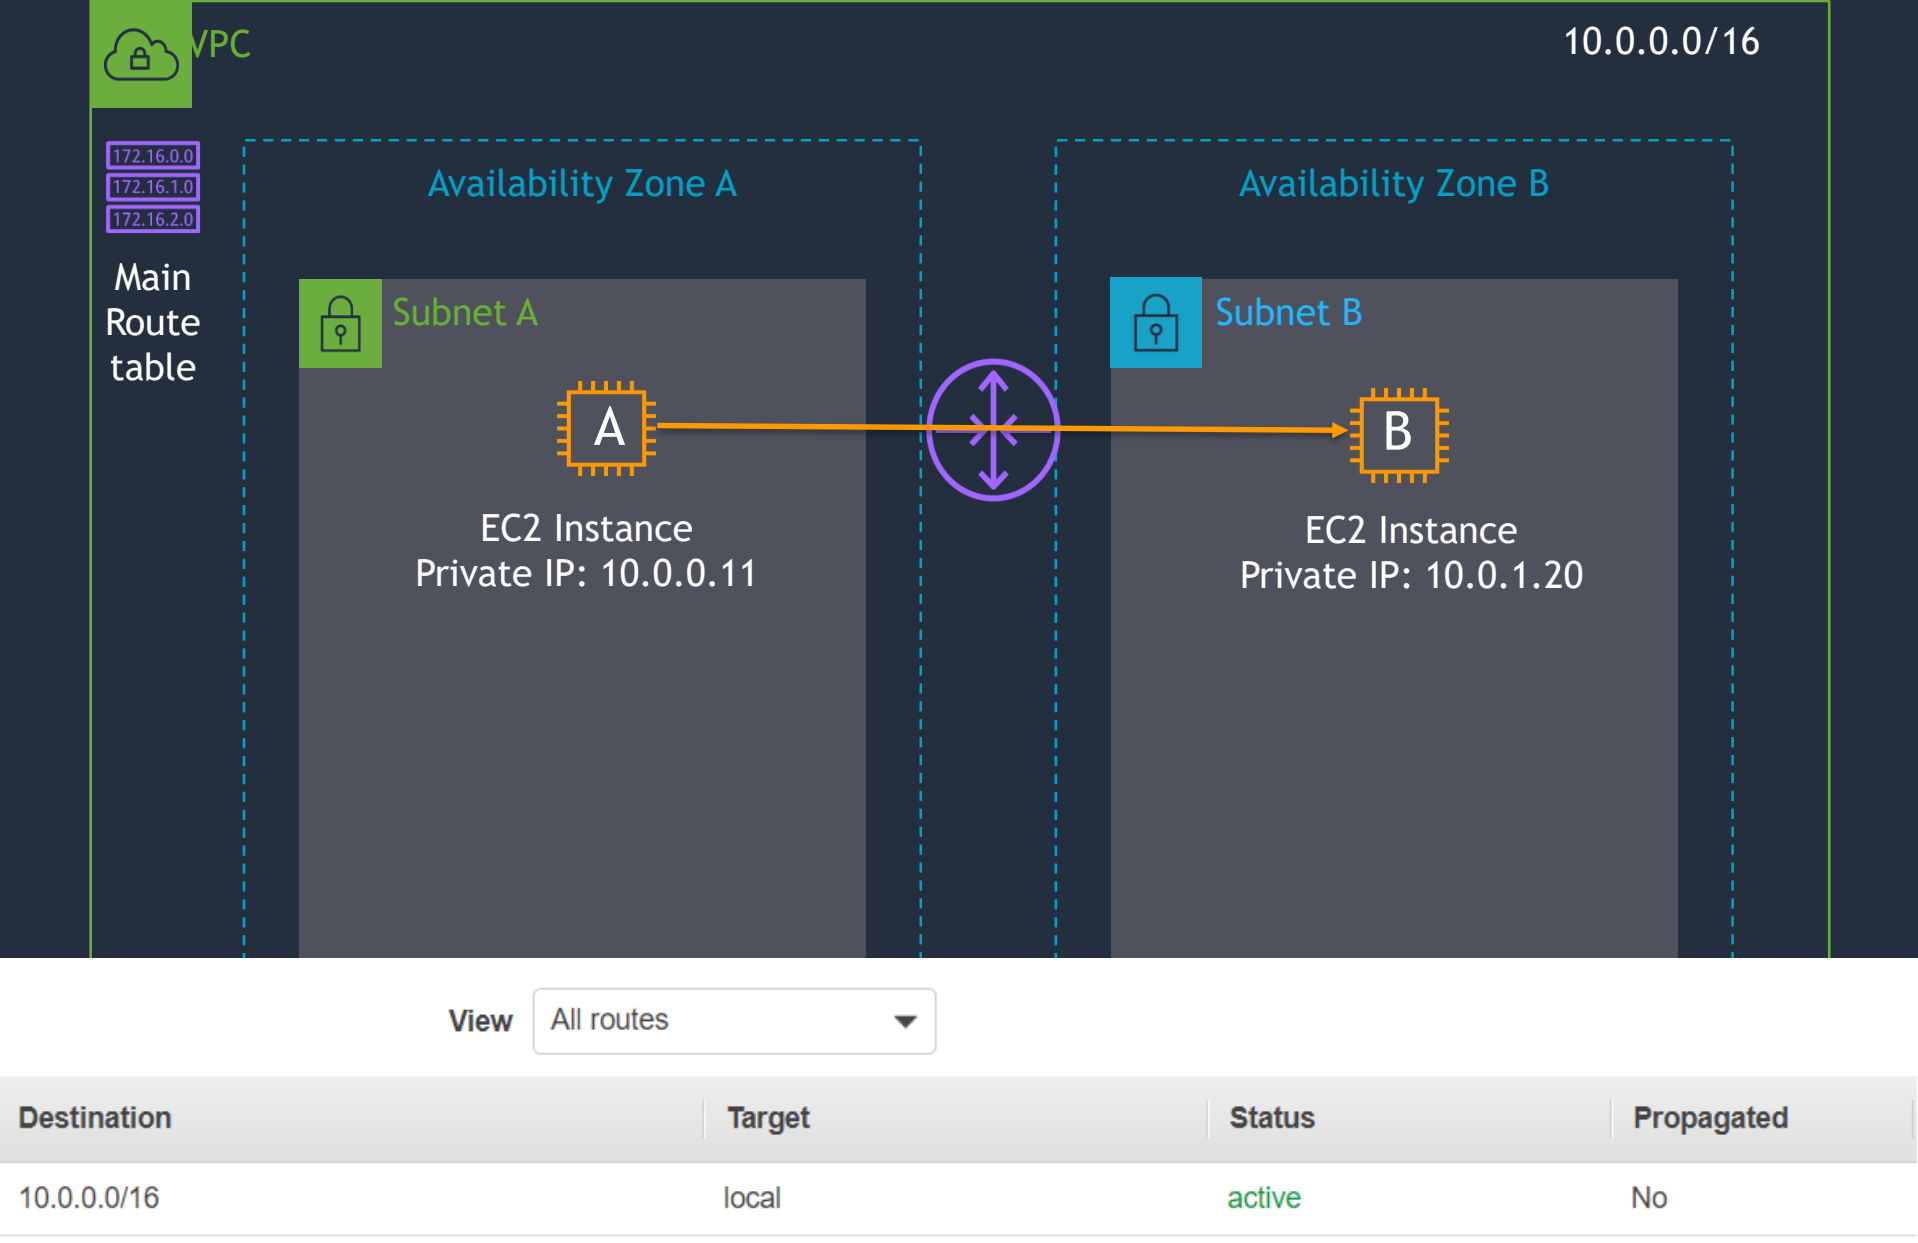 VPC
10.0.0.0/16
172.16.0.0
172.16.1.0
172.16.2.0
Main
Route
table
Availability Zone A
Availability Zone B
Subnet A
Subnet B
A
B
EC2 Instance
Private IP: 10.0.0.11
EC2 Instance
Private IP: 10.0.1.20
View All routes
Destination Target Status Propagated
10.0.0.0/16 local active No